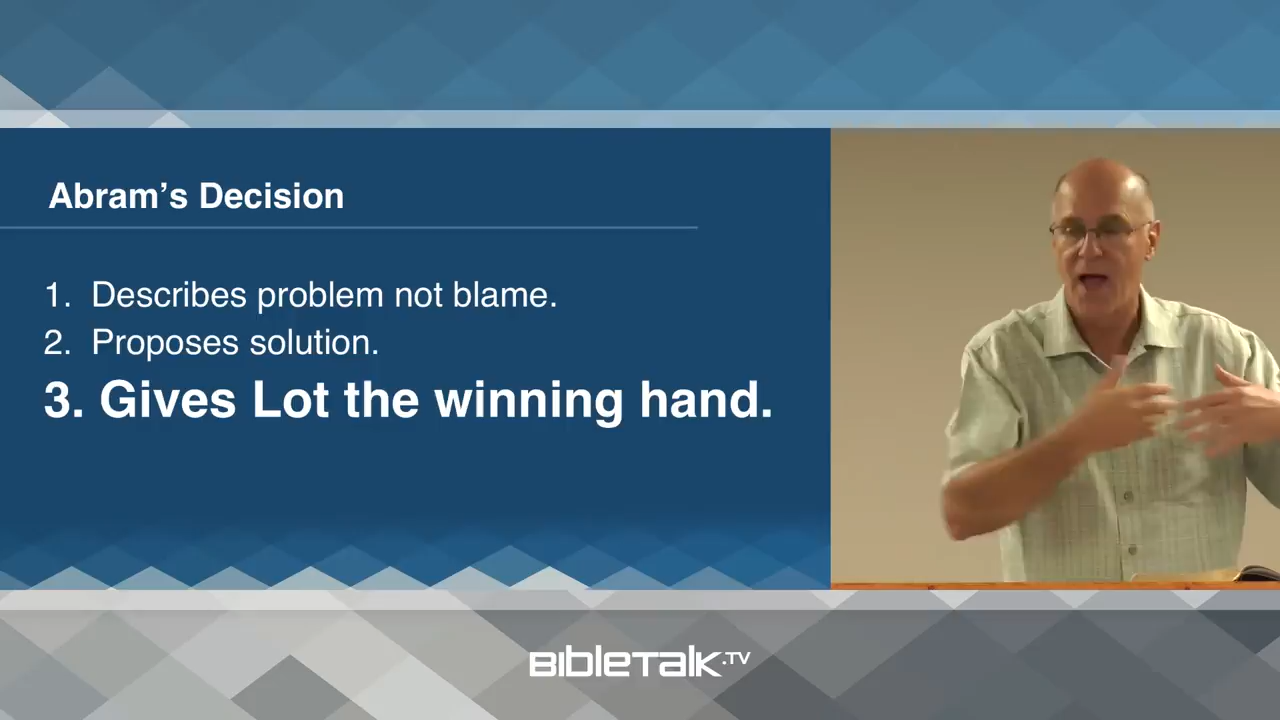 Abram’s Decision
1. Describes problem not blame.
2. Proposes solution.
3. Gives Lot the winning hand.
BIBLETALK.TV